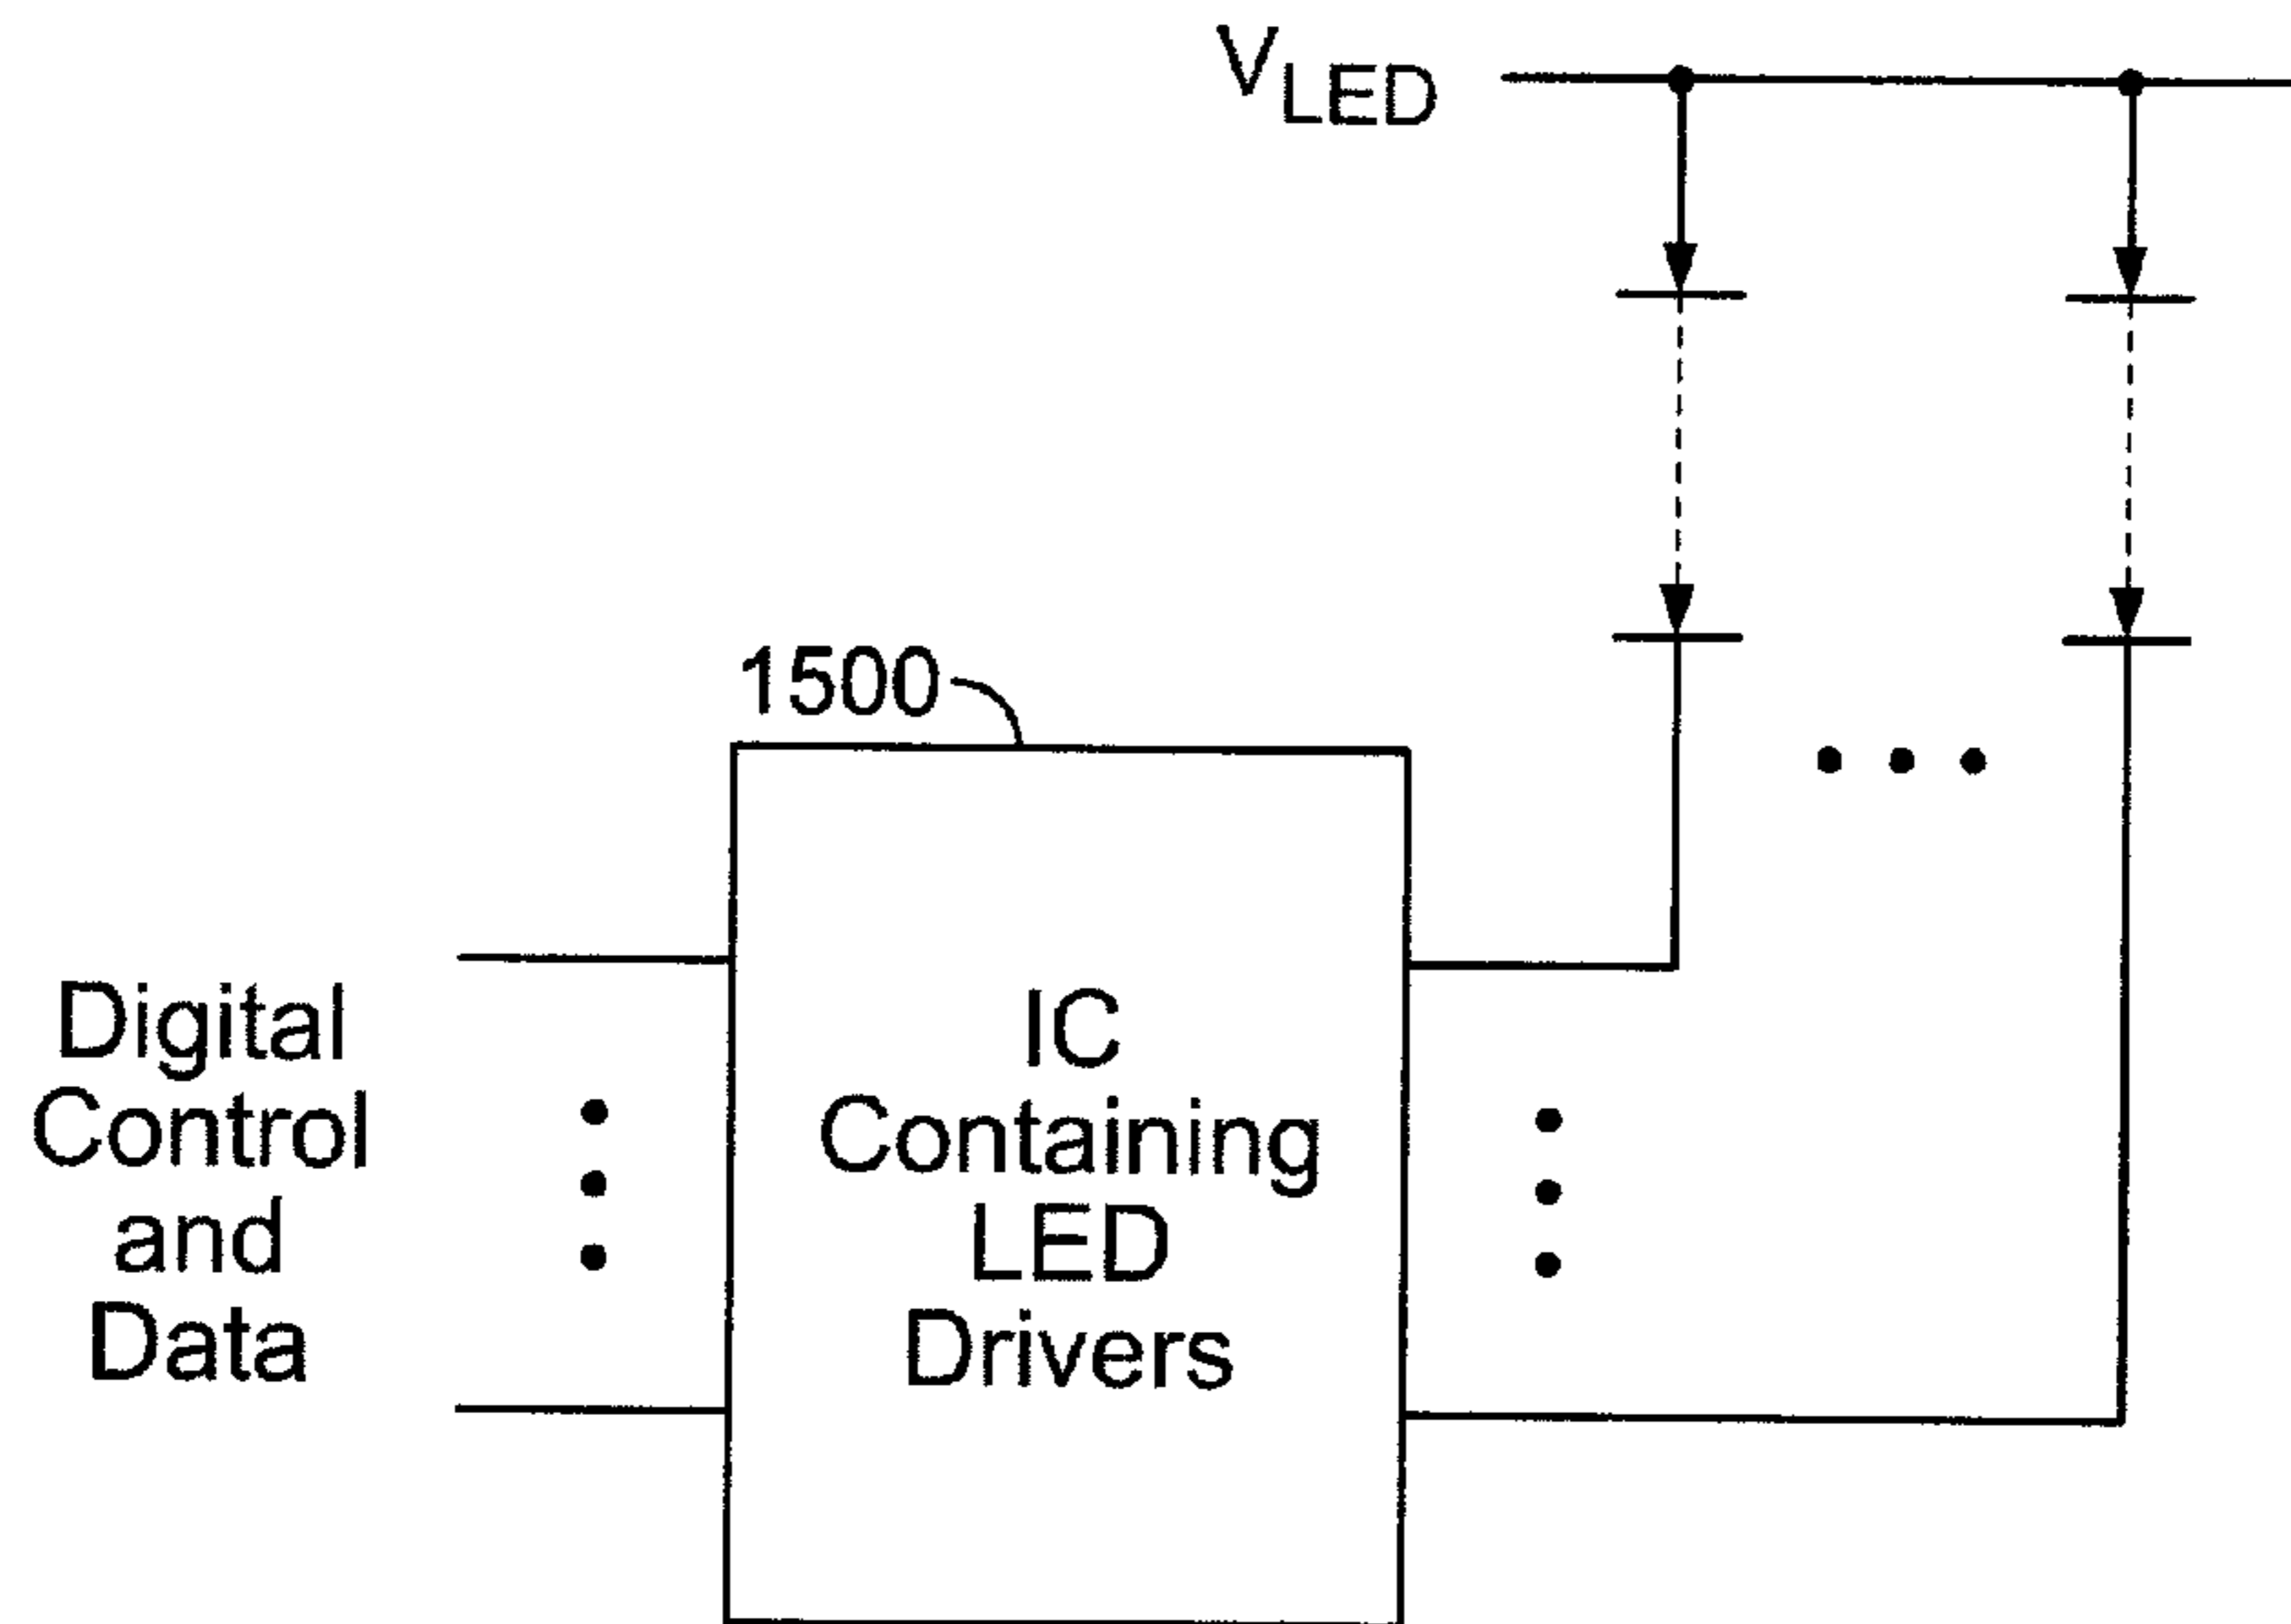 VLED
1500
Digital
Control
and
Data
IC
Containing
LED
Drivers